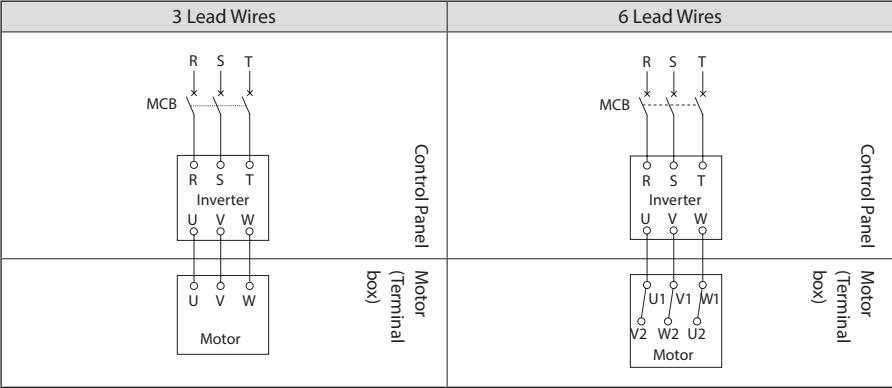 3 Lead Wires
6 Lead Wires
R S T
MCB
R S T
Inverter
U V W
Control Panel
U V W
Motor
Motor
(Terminal
box)
R S T
MCB
R S T
Inverter
U V W
Control Panel
U1 V1 W1
V2 W2 U2
Motor
Motor
(Terminal
box)